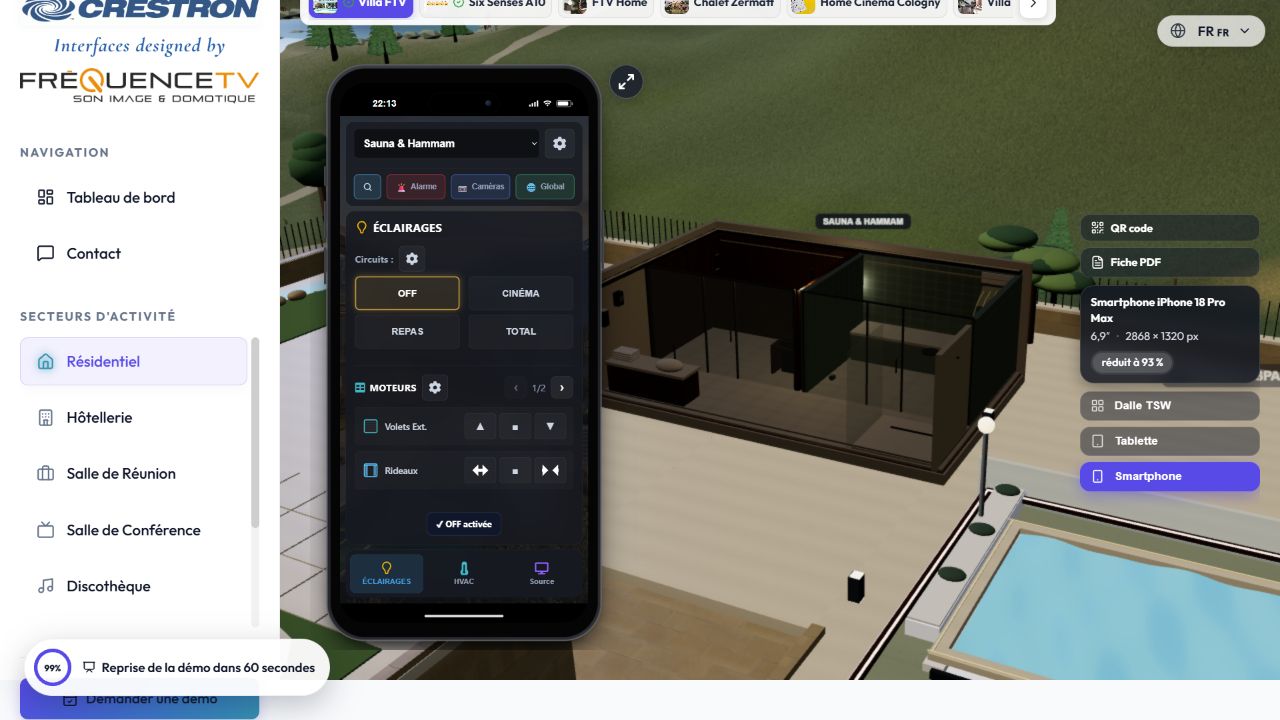 CRESTRON
Interfaces designed by
FRÉQUENCETV
SON IMAGE & DOMOTIQUE
NAVIGATION
Tableau de bord
Contact
SECTEURS D'ACTIVITÉ
Résidentiel
Hôtellerie
Salle de Réunion
Salle de Conférence
Discothèque
99%
Reprise de la démo dans 60 secondes
Demander une démo
Villa FTV
Six Senses A10
FTV Home
Chalet Zermatt
Home Cinéma Cologny
Villa
FR FR
22:13
Sauna & Hammam
Alarme
Caméras
Global
ÉCLAIRAGES
Circuits :
OFF
CINÉMA
REPAS
TOTAL
MOTEURS
1/2
Volets Ext.
Rideaux
✓ OFF activée
ÉCLAIRAGES
HVAC
Source
SAUNA & HAMMAM
QR code
Fiche PDF
Smartphone iPhone 18 Pro
Max
6,9" · 2868 × 1320 px
réduit à 93 %
SPA
Dalle TSW
Tablette
Smartphone